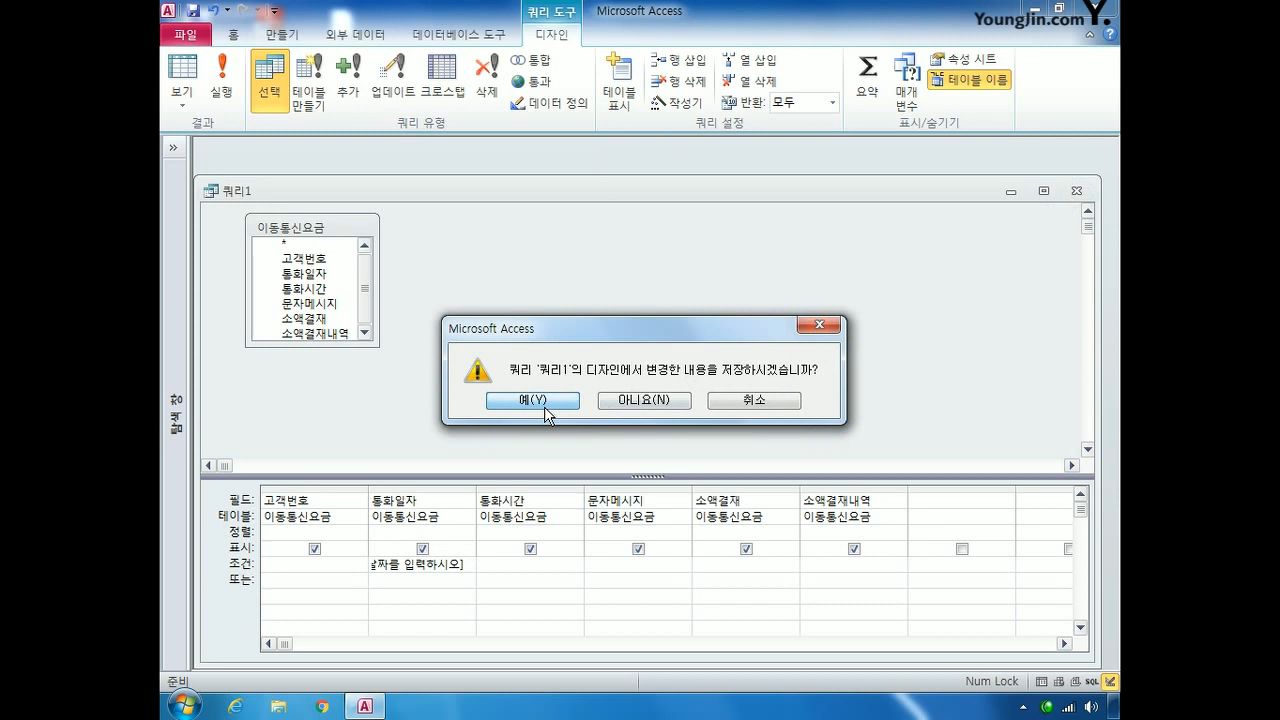 쿼리 도구
Microsoft Access
YoungJin.com Y.
파일
홈
만들기
외부 데이터
데이터베이스 도구
디자인
보기
실행
결과
선택
테이블
만들기
추가
업데이트
크로스탭
삭제
통합
통과
데이터 정의
쿼리 유형
테이블
표시
행 삽입
행 삭제
작성기
열 삽입
열 삭제
반환: 모두
쿼리 설정
요약
매개
변수
속성 시트
테이블 이름
표시/숨기기
탐색 창
쿼리1
이동통신요금
*
고객번호
통화일자
통화시간
문자메시지
소액결재
소액결재내역
Microsoft Access
쿼리 '쿼리1'의 디자인에서 변경한 내용을 저장하시겠습니까?
예(Y)
아니요(N)
취소
필드: 고객번호 통화일자 통화시간 문자메시지 소액결재 소액결재내역
테이블: 이동통신요금 이동통신요금 이동통신요금 이동통신요금 이동통신요금 이동통신요금
정렬:
표시:
조건: 날짜를 입력하시오]
또는:
준비
Num Lock
SQL